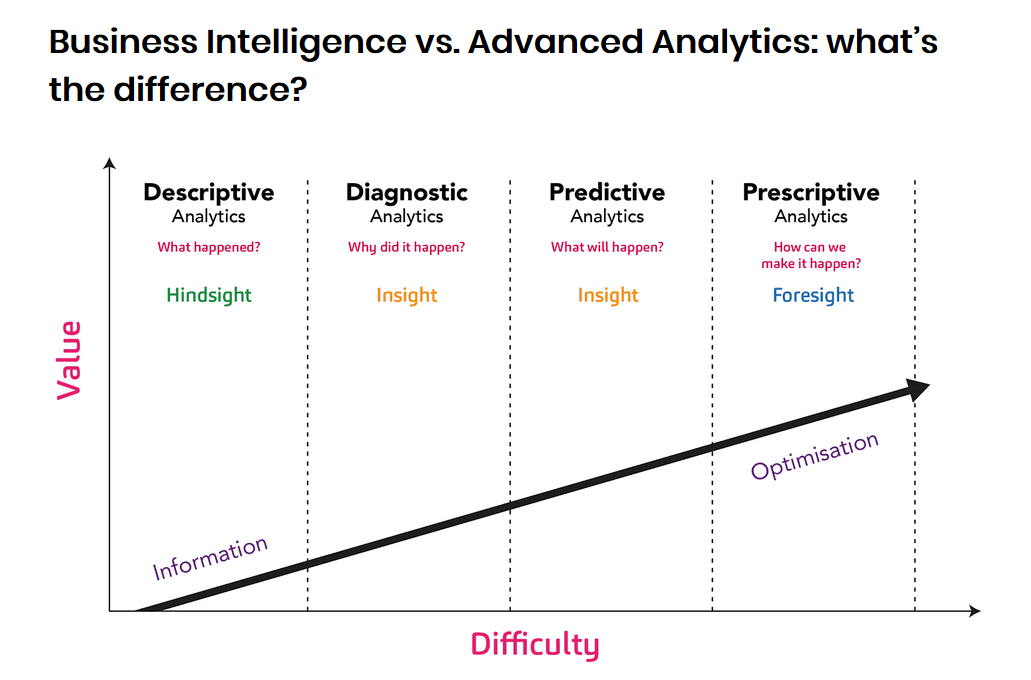 Business Intelligence vs. Advanced Analytics: what’s
the difference?
Descriptive
Analytics
What happened?
Hindsight
Diagnostic
Analytics
Why did it happen?
Insight
Predictive
Analytics
What will happen?
Insight
Prescriptive
Analytics
How can we
make it happen?
Foresight
Value
Information
Optimisation
Difficulty